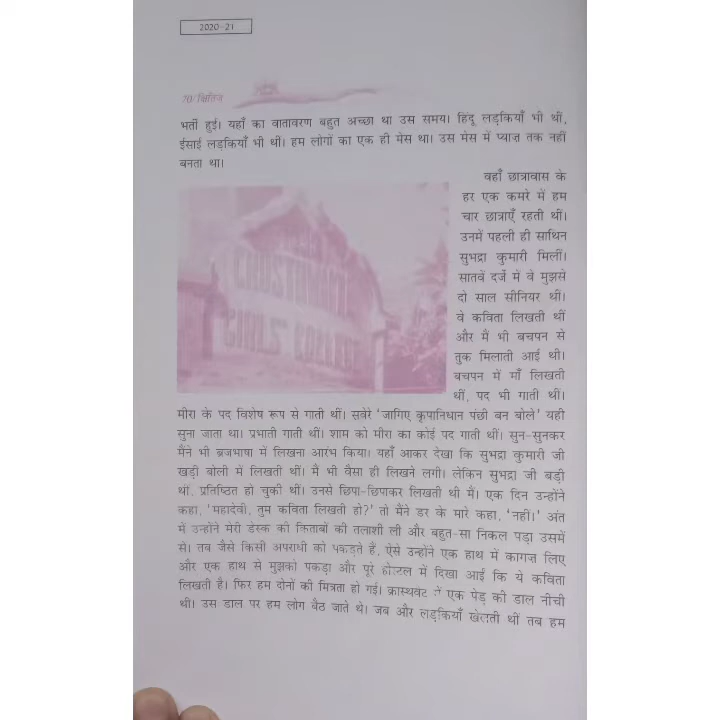 2020-21
70/ क्षितिज
भर्ती हुई। यहाँ का वातावरण बहुत अच्छा था उस समय। हिंदू लड़कियाँ भी थीं,
ईसाई लड़कियाँ भी थीं। हम लोगों का एक ही मेस था। उस मेस में प्याज़ तक नहीं
बनता था।
वहाँ छात्रावास के
हर एक कमरे में हम
चार छात्राएँ रहती थीं।
उनमें पहली ही साथिन
सुभद्रा कुमारी मिलीं।
सातवें दर्जे में वे मुझसे
दो साल सीनियर थीं।
वे कविता लिखती थीं
और मैं भी बचपन से
तुक मिलाती आई थी।
बचपन में माँ लिखती
थीं, पद भी गाती थीं।
मीरा के पद विशेष रूप से गाती थीं। सवेरे 'जागिए कृपानिधान पंछी बन बोले' यही
सुना जाता था। प्रभाती गाती थीं। शाम को मीरा का कोई पद गाती थीं। सुन-सुनकर
मैंने भी ब्रजभाषा में लिखना आरंभ किया। यहाँ आकर देखा कि सुभद्रा कुमारी जी
खड़ी बोली में लिखती थीं। मैं भी वैसा ही लिखने लगी। लेकिन सुभद्रा जी बड़ी
थीं, प्रतिष्ठित हो चुकी थीं। उनसे छिपा-छिपाकर लिखती थी मैं। एक दिन उन्होंने
कहा, 'महादेवी, तुम कविता लिखती हो?' तो मैंने डर के मारे कहा, 'नहीं।' अंत
में उन्होंने मेरी डेस्क की किताबों की तलाशी ली और बहुत-सा निकल पड़ा उसमें
से। तब जैसे किसी अपराधी को पकड़ते हैं, ऐसे उन्होंने एक हाथ में कागज़ लिए
और एक हाथ से मुझको पकड़ा और पूरे होस्टल में दिखा आईं कि ये कविता
लिखती है। फिर हम दोनों की मित्रता हो गई। क्रास्थवेट में एक पेड़ की डाल नीची
थी। उस डाल पर हम लोग बैठ जाते थे। जब और लड़कियाँ खेलती थीं तब हम